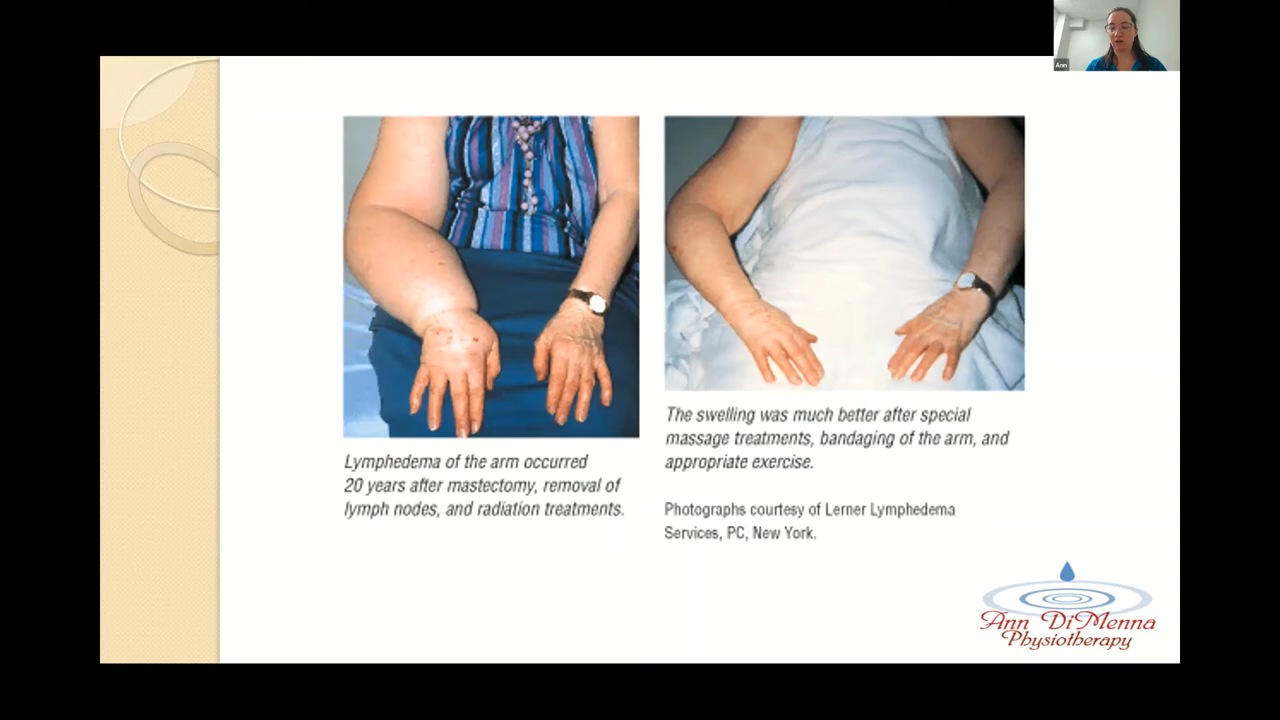 Ann
Lymphedema of the arm occurred
20 years after mastectomy, removal of
lymph nodes, and radiation treatments.
The swelling was much better after special
massage treatments, bandaging of the arm, and
appropriate exercise.
Photographs courtesy of Lerner Lymphedema
Services, PC, New York.
Ann DiMenna
Physiotherapy